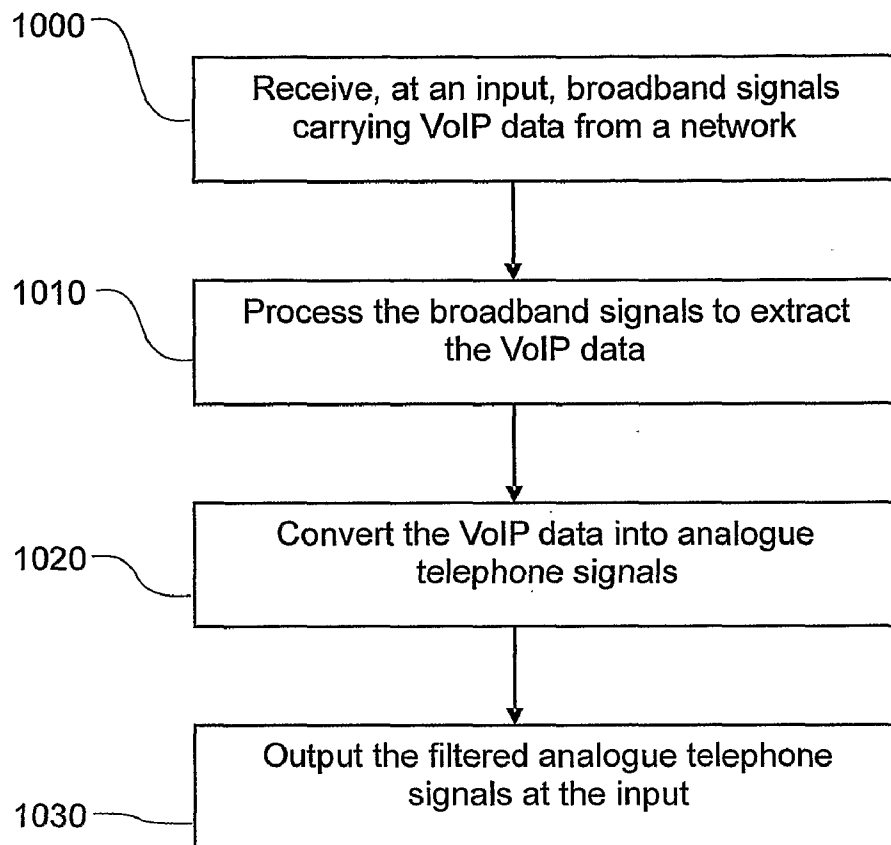 1000
Receive, at an input, broadband signals
carrying VoIP data from a network
1010
Process the broadband signals to extract
the VoIP data
1020
Convert the VoIP data into analogue
telephone signals
1030
Output the filtered analogue telephone
signals at the input